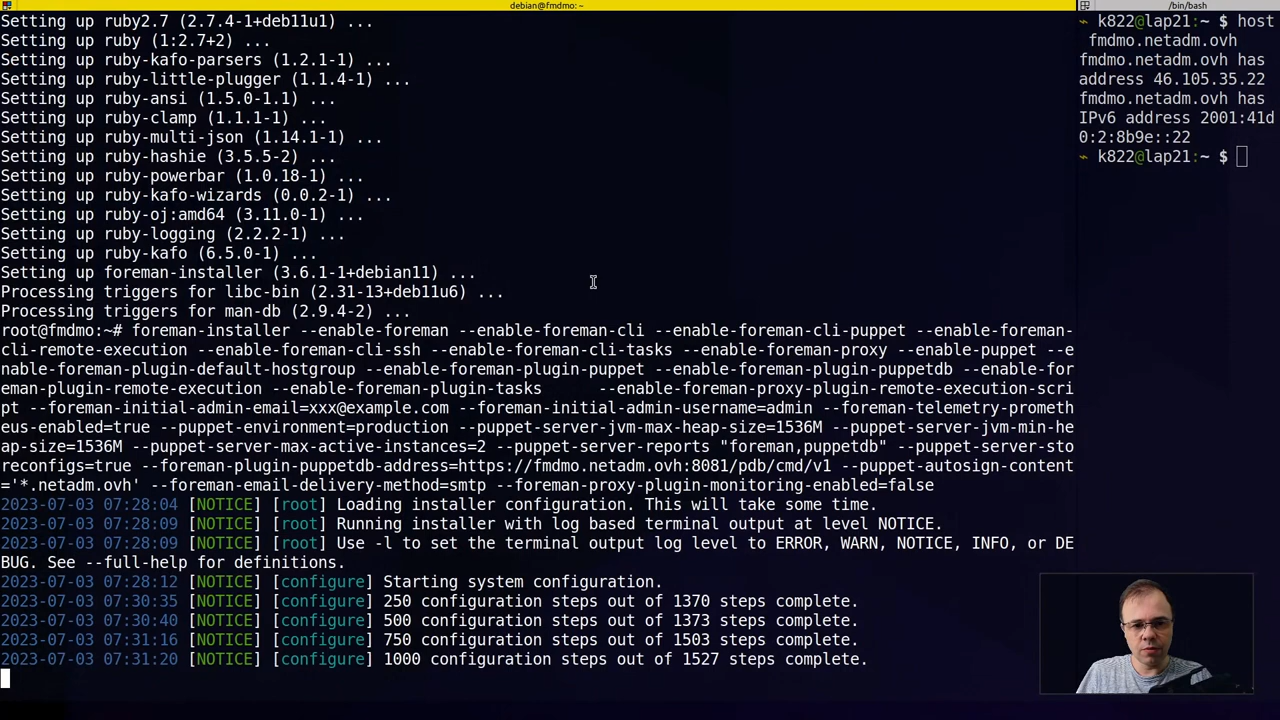 debian@fmdmo: ~
Setting up ruby2.7 (2.7.4-1+deb11u1) ...
Setting up ruby (1:2.7+2) ...
Setting up ruby-kafo-parsers (1.2.1-1) ...
Setting up ruby-little-plugger (1.1.4-1) ...
Setting up ruby-ansi (1.5.0-1.1) ...
Setting up ruby-clamp (1.1.1-1) ...
Setting up ruby-multi-json (1.14.1-1) ...
Setting up ruby-hashie (3.5.5-2) ...
Setting up ruby-powerbar (1.0.18-1) ...
Setting up ruby-kafo-wizards (0.0.2-1) ...
Setting up ruby-oj:amd64 (3.11.0-1) ...
Setting up ruby-logging (2.2.2-1) ...
Setting up ruby-kafo (6.5.0-1) ...
Setting up foreman-installer (3.6.1-1+debian11) ...
Processing triggers for libc-bin (2.31-13+deb11u6) ...
Processing triggers for man-db (2.9.4-2) ...
root@fmdmo:~# foreman-installer --enable-foreman --enable-foreman-cli --enable-foreman-cli-puppet --enable-foreman-
cli-remote-execution --enable-foreman-cli-ssh --enable-foreman-cli-tasks --enable-foreman-proxy --enable-puppet --e
nable-foreman-plugin-default-hostgroup --enable-foreman-plugin-puppet --enable-foreman-plugin-puppetdb --enable-for
eman-plugin-remote-execution --enable-foreman-plugin-tasks      --enable-foreman-proxy-plugin-remote-execution-scri
pt --foreman-initial-admin-email=xxx@example.com --foreman-initial-admin-username=admin --foreman-telemetry-prometh
eus-enabled=true --puppet-environment=production --puppet-server-jvm-max-heap-size=1536M --puppet-server-jvm-min-he
ap-size=1536M --puppet-server-max-active-instances=2 --puppet-server-reports "foreman,puppetdb" --puppet-server-sto
reconfigs=true --foreman-plugin-puppetdb-address=https://fmdmo.netadm.ovh:8081/pdb/cmd/v1 --puppet-autosign-content
='*.netadm.ovh' --foreman-email-delivery-method=smtp --foreman-proxy-plugin-monitoring-enabled=false
2023-07-03 07:28:04 [NOTICE] [root] Loading installer configuration. This will take some time.
2023-07-03 07:28:09 [NOTICE] [root] Running installer with log based terminal output at level NOTICE.
2023-07-03 07:28:09 [NOTICE] [root] Use -l to set the terminal output log level to ERROR, WARN, NOTICE, INFO, or DE
BUG. See --full-help for definitions.
2023-07-03 07:28:12 [NOTICE] [configure] Starting system configuration.
2023-07-03 07:30:35 [NOTICE] [configure] 250 configuration steps out of 1370 steps complete.
2023-07-03 07:30:40 [NOTICE] [configure] 500 configuration steps out of 1373 steps complete.
2023-07-03 07:31:16 [NOTICE] [configure] 750 configuration steps out of 1503 steps complete.
2023-07-03 07:31:20 [NOTICE] [configure] 1000 configuration steps out of 1527 steps complete.
/bin/bash
k822@lap21:~ $ host
fmdmo.netadm.ovh
fmdmo.netadm.ovh has
address 46.105.35.22
fmdmo.netadm.ovh has
IPv6 address 2001:41d
0:2:8b9e::22
k822@lap21:~ $